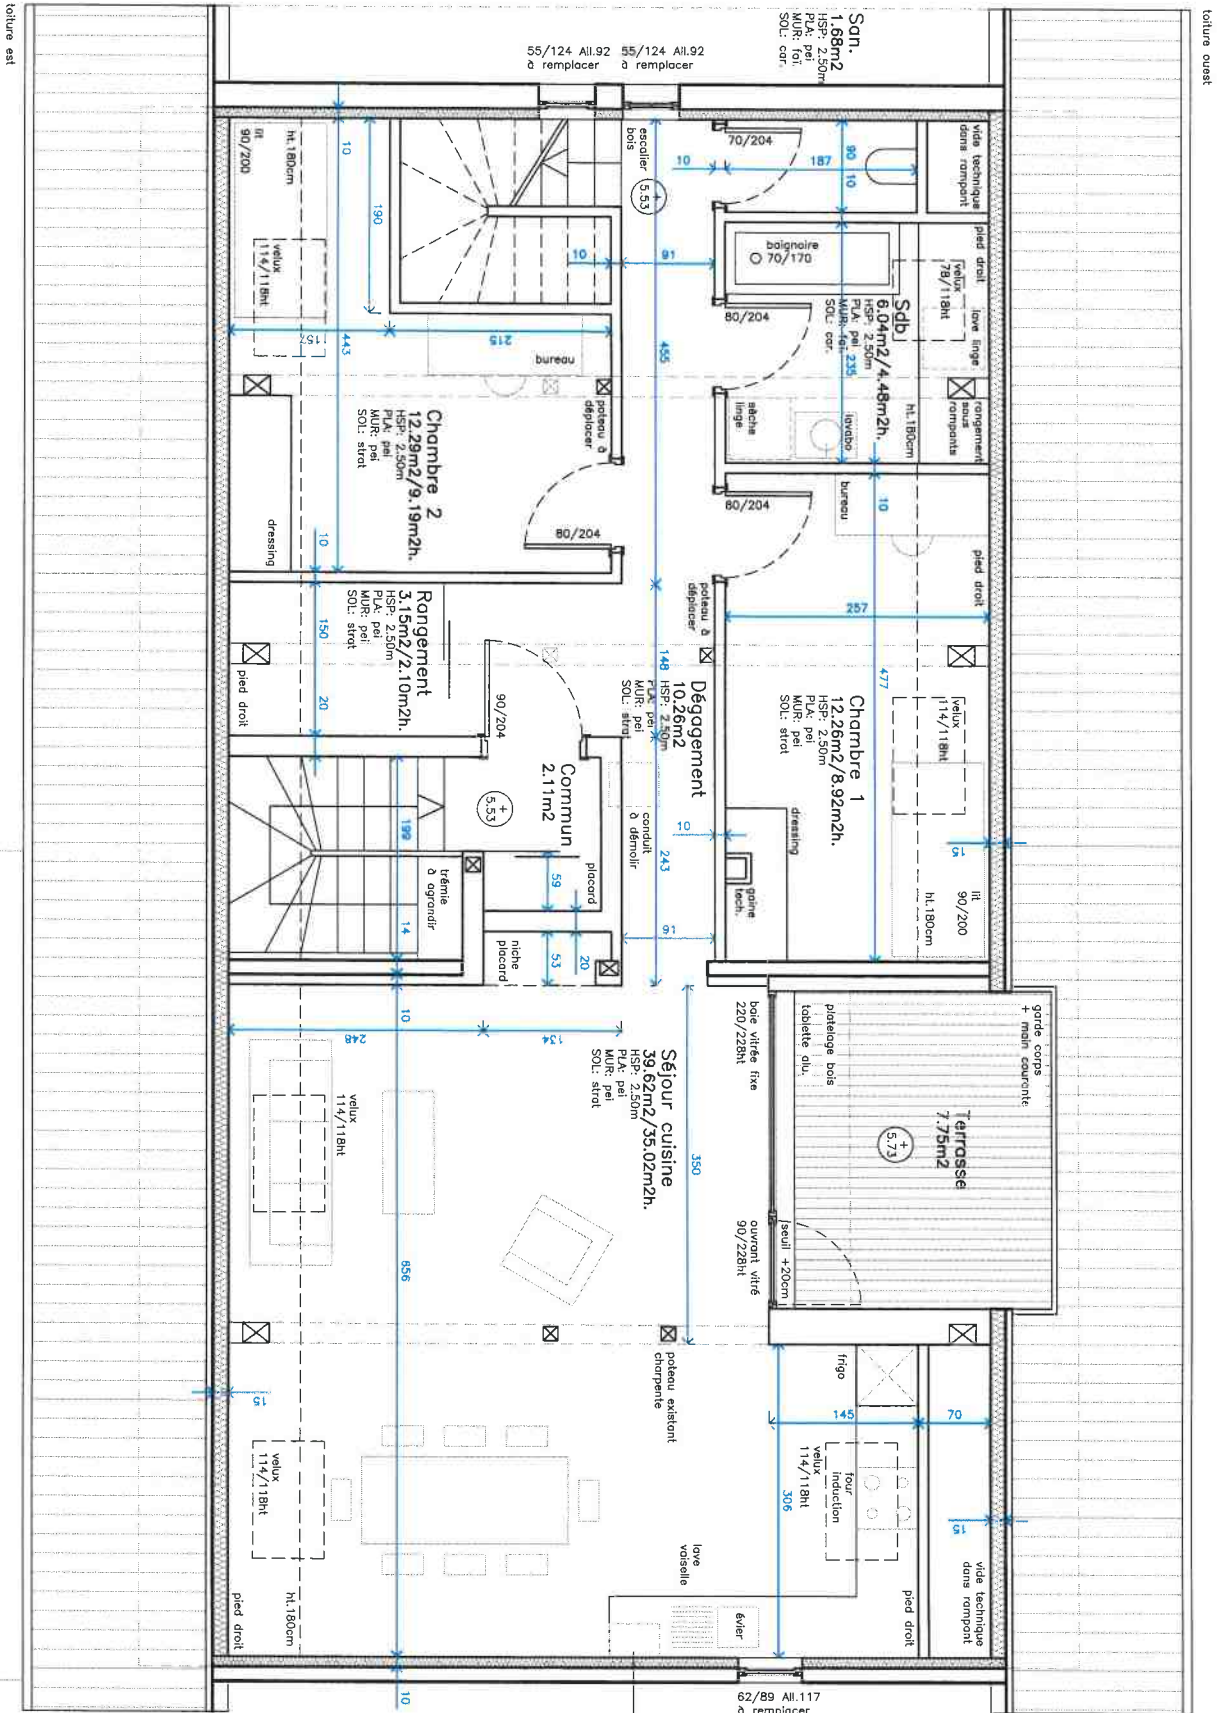 toiture est
toiture ouest
San.
1.68m2
HSP: 2.50m
PLA: pei
MUR: fai.
SOL: car.
55/124 All.92
à remplacer
55/124 All.92
à remplacer
vide technique
dans rampant
70/204
90
10
187
10
escalier
bois
+
5.53
lit
90/200
ht.180cm
10
190
velux
114/118ht
baignoire
70/170
pied droit
velux
78/118ht
lave linge
Sdb
6.04m2/4.48m2h.
HSP: 2.50m
PLA: pei
MUR: fai.
SOL: car.
235
10
91
80/204
157
443
215
bureau
455
sèche
linge
lavabo
ht.180cm
rangement
sous
rampants
poteau à
déplacer
Chambre 2
12.29m2/9.19m2h.
HSP: 2.50m
PLA: pei
MUR: pei
SOL: strat
dressing
80/204
80/204
bureau
10
pied droit
10
257
Rangement
3.15m2/2.10m2h.
HSP: 2.50m
PLA: pei
MUR: pei
SOL: strat
150
20
pied droit
poteau à
déplacer
148
90/204
Dégagement
10.26m2
HSP: 2.50m
PLA: pei
MUR: pei
SOL: strat
477
Chambre 1
12.26m2/8.92m2h.
HSP: 2.50m
PLA: pei
MUR: pei
SOL: strat
velux
114/118ht
Commun
2.11m2
+
5.53
conduit
à démolir
243
10
dressing
gaine
tech.
15
lit
90/200
ht.180cm
199
14
trémie
à agrandir
placard
59
53
20
niche
placard
91
10
248
134
baie vitrée fixe
220/228ht
tablette alu.
platelage bois
garde corps
+ main courante
Terrasse
7.75m2
+
5.73
Séjour cuisine
39.62m2/35.02m2h.
HSP: 2.50m
PLA: pei
MUR: pei
SOL: strat
velux
114/118ht
350
ouvrant vitré
90/228ht
seuil +20cm
856
poteau existant
charpente
frigo
145
70
15
velux
114/118ht
306
four
induction
velux
114/118ht
15
lave
vaiselle
évier
pied droit
vide technique
dans rampant
ht.180cm
pied droit
10
62/89 All.117
à remplacer